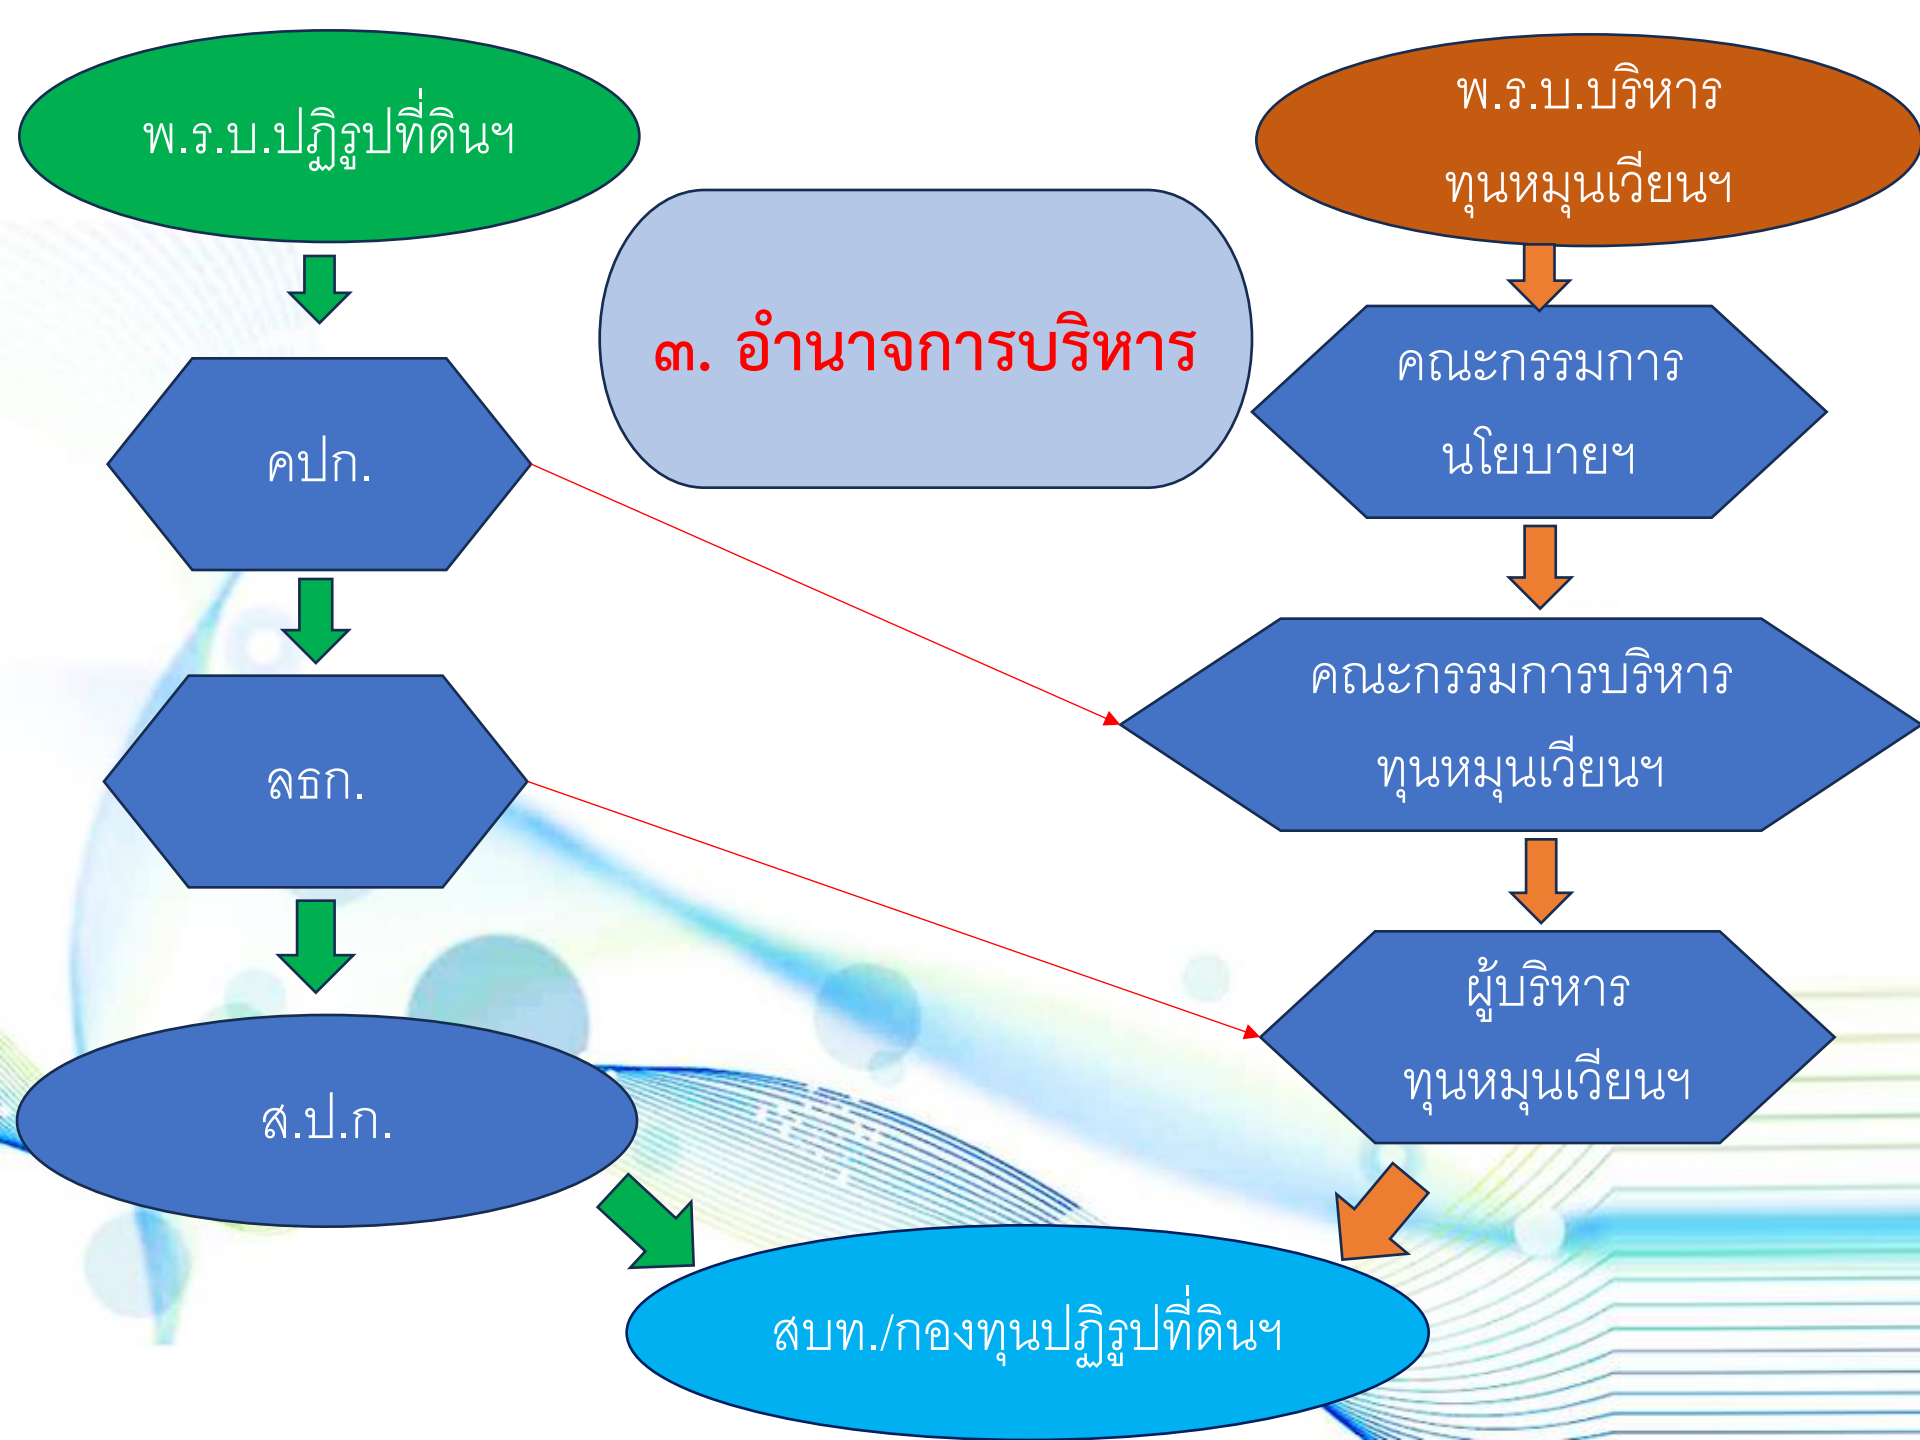 พ.ร.บ.ปฏิรูปที่ดินฯ
พ.ร.บ.บริหาร
ทุนหมุนเวียนฯ
๓. อำนาจการบริหาร
คปก.
คณะกรรมการ
นโยบายฯ
ลธก.
คณะกรรมการบริหาร
ทุนหมุนเวียนฯ
ส.ป.ก.
ผู้บริหาร
ทุนหมุนเวียนฯ
สบท./กองทุนปฏิรูปที่ดินฯ